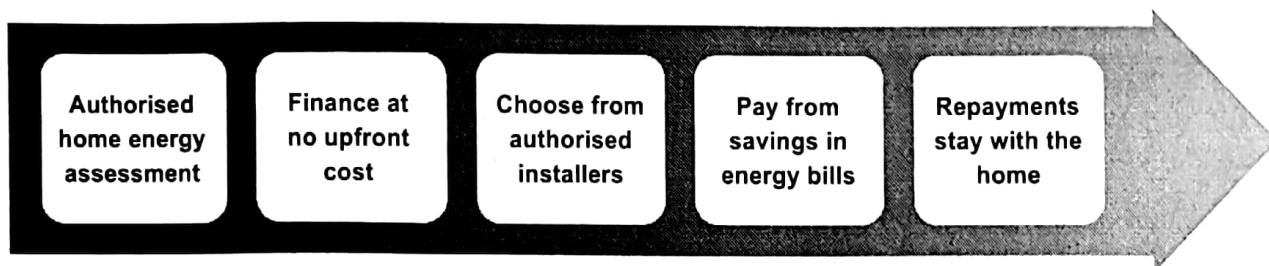 Authorised
home energy
assessment
Finance at
no upfront
cost
Choose from
authorised
installers
Pay from
savings in
energy bills
Repayments
stay with the
home